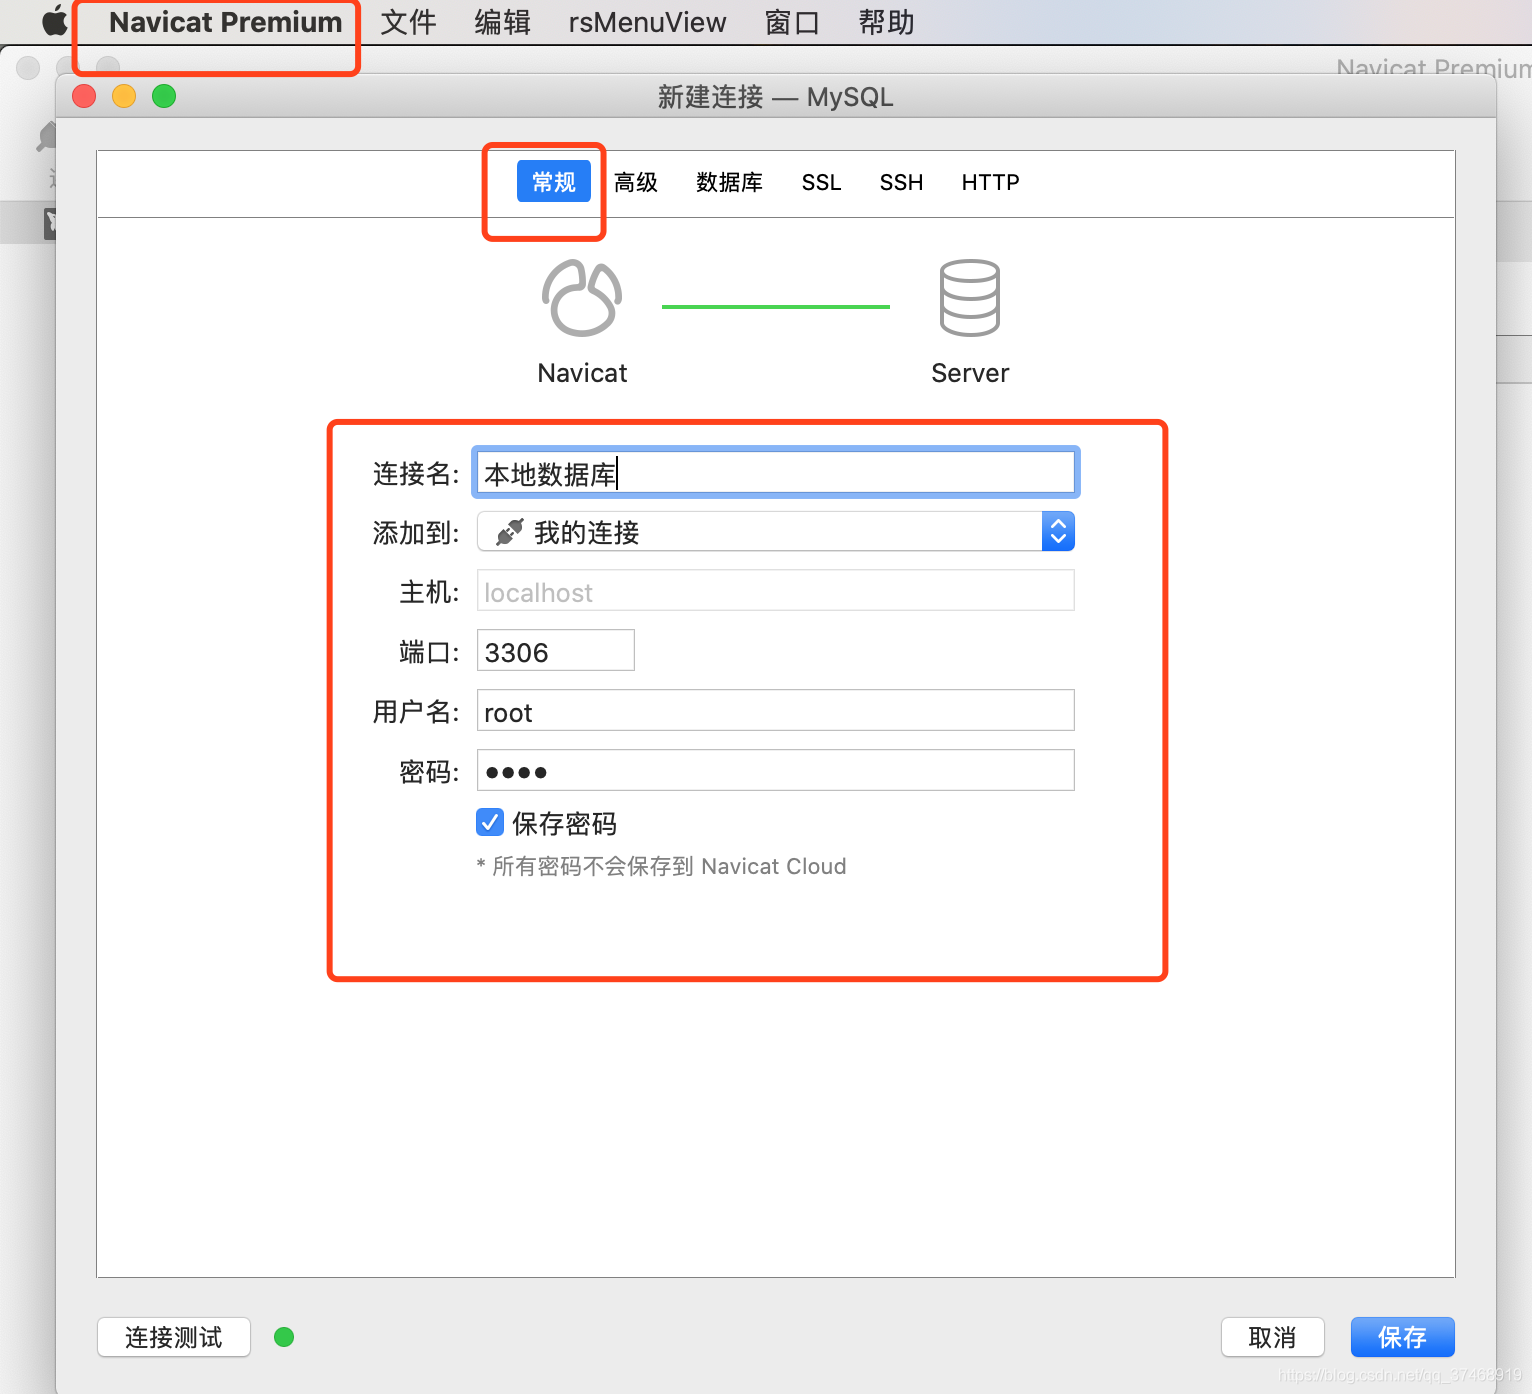 Navicat Premium 文件 编辑 rsMenuView 窗口 帮助
Navicat Premium
新建连接 — MySQL
常规 高级 数据库 SSL SSH HTTP
Navicat Server
连接名: 本地数据库
添加到: 我的连接
主机: localhost
端口: 3306
用户名: root
密码: ●●●●
保存密码
* 所有密码不会保存到 Navicat Cloud
连接测试 取消 保存
https://blog.csdn.net/qq_37468919